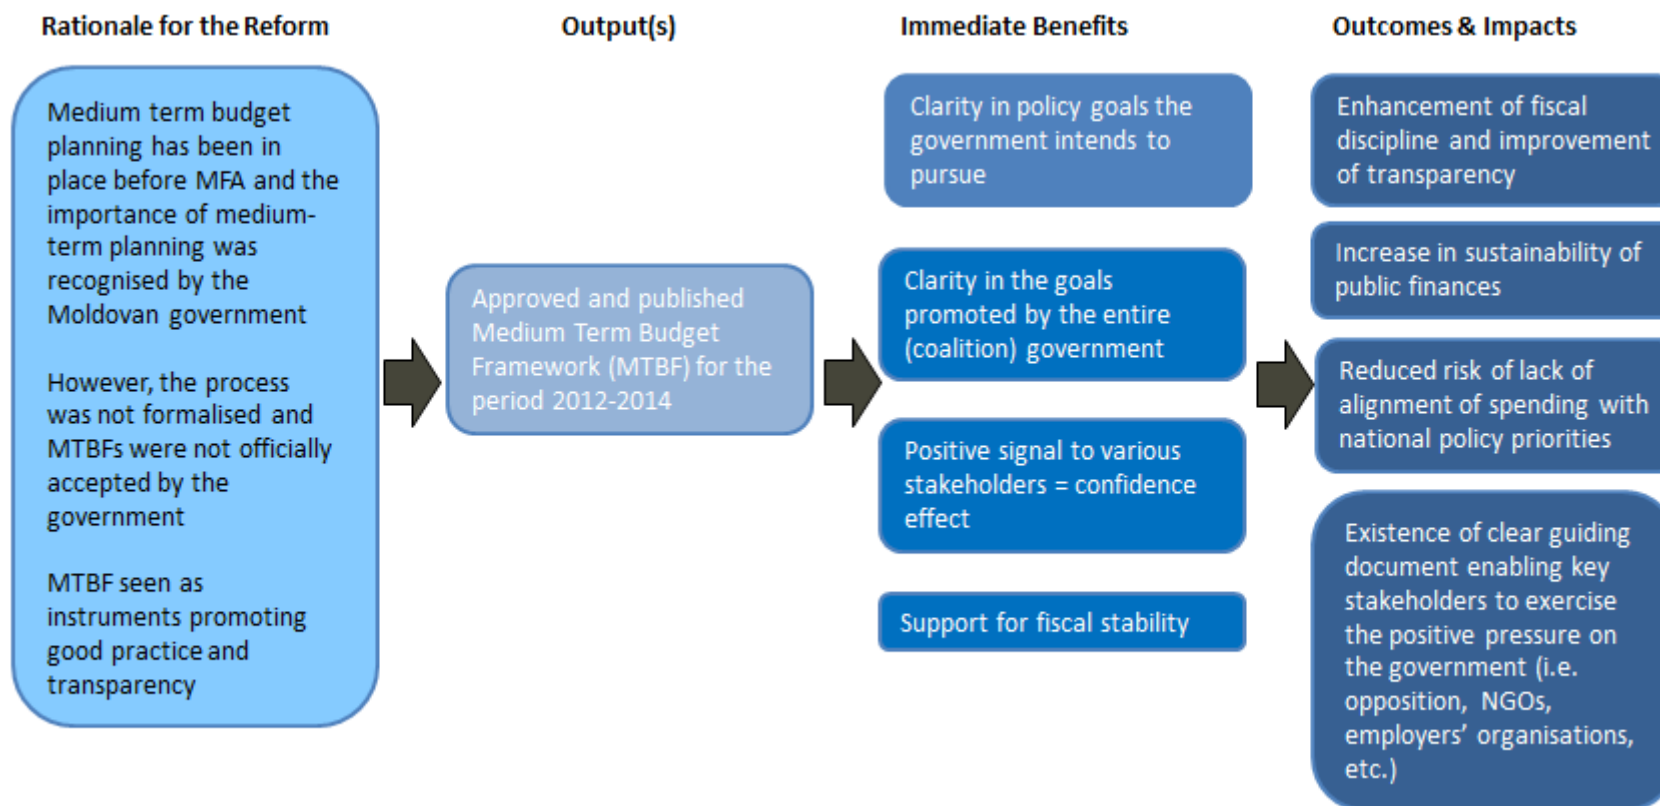 Rationale for the Reform
Output(s)
Immediate Benefits
Outcomes & Impacts
Medium term budget
planning has been in
place before MFA and the
importance of medium-
term planning was
recognised by the
Moldovan government
However, the process
was not formalised and
MTBFs were not officially
accepted by the
government
MTBF seen as
instruments promoting
good practice and
transparency
Approved and published
Medium Term Budget
Framework (MTBF) for the
period 2012-2014
Clarity in policy goals the
government intends to
pursue
Clarity in the goals
promoted by the entire
(coalition) government
Positive signal to various
stakeholders = confidence
effect
Support for fiscal stability
Enhancement of fiscal
discipline and improvement
of transparency
Increase in sustainability of
public finances
Reduced risk of lack of
alignment of spending with
national policy priorities
Existence of clear guiding
document enabling key
stakeholders to exercise
the positive pressure on
the government (i.e.
opposition, NGOs,
employers’ organisations,
etc.)